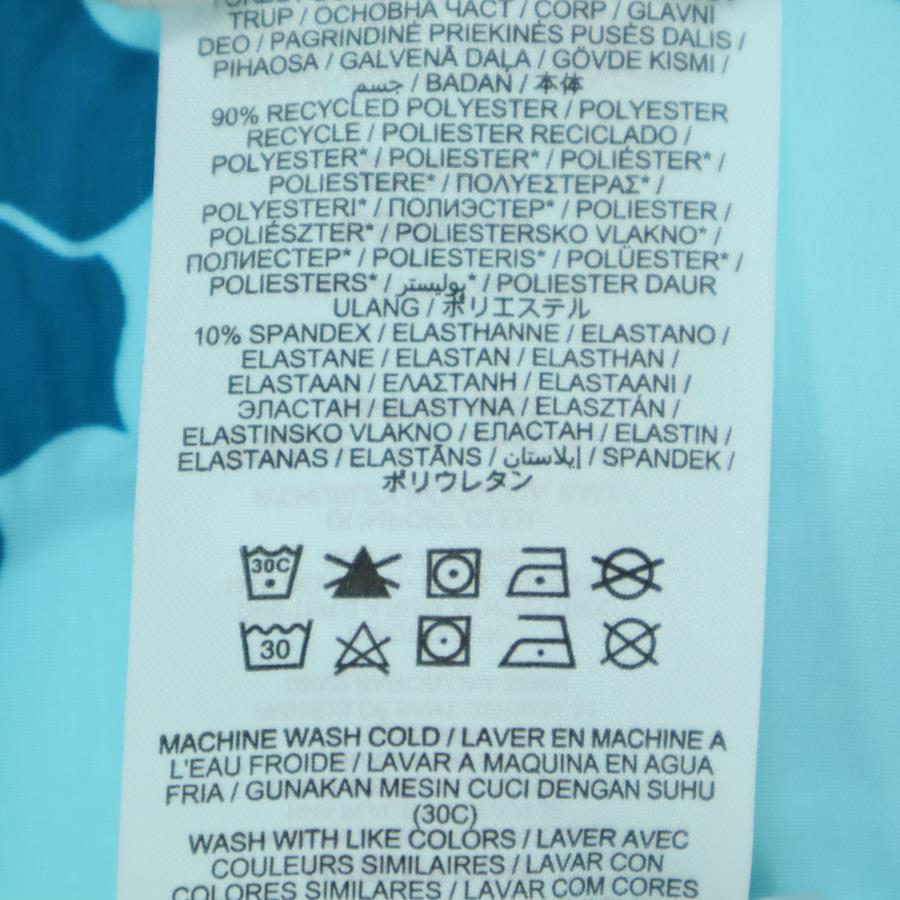 TRUP / ОСНОВНА ЧАСТ / CORP / GLAVNI
DEO / PAGRINDINĖ PRIEKINĖS PUSĖS DALIS /
PIHAOSA / GALVENĀ DAĻA / GÖVDE KISMI /
جسم / BADAN / 本体
90% RECYCLED POLYESTER / POLYESTER
RECYCLE / POLIESTER RECICLADO /
POLYESTER* / POLIESTER* / POLIÉSTER* /
POLIESTERE* / ΠΟΛΥΕΣΤΕΡΑΣ* /
POLYESTERI* / ПОЛИЭСТЕР* / POLIESTER /
POLIÉSZTER* / POLIESTERSKO VLAKNO* /
ПОЛИЕСТЕР* / POLIESTERIS* / POLÜESTER* /
POLIESTERS* / بوليستر* / POLIESTER DAUR
ULANG / ポリエステル
10% SPANDEX / ELASTHANNE / ELASTANO /
ELASTANE / ELASTAN / ELASTHAN /
ELASTAAN / ΕΛΑΣΤΑΝΗ / ELASTAANI /
ЭЛАСТАН / ELASTYNA / ELASZTÁN /
ELASTINSKO VLAKNO / ЕЛАСТАН / ELASTIN /
ELASTANAS / ELASTĀNS / إيلاستان / SPANDEK /
ポリウレタン
30C
30
MACHINE WASH COLD / LAVER EN MACHINE A
L'EAU FROIDE / LAVAR A MAQUINA EN AGUA
FRIA / GUNAKAN MESIN CUCI DENGAN SUHU
(30C)
WASH WITH LIKE COLORS / LAVER AVEC
COULEURS SIMILAIRES / LAVAR CON
COLORES SIMILARES / LAVAR COM CORES